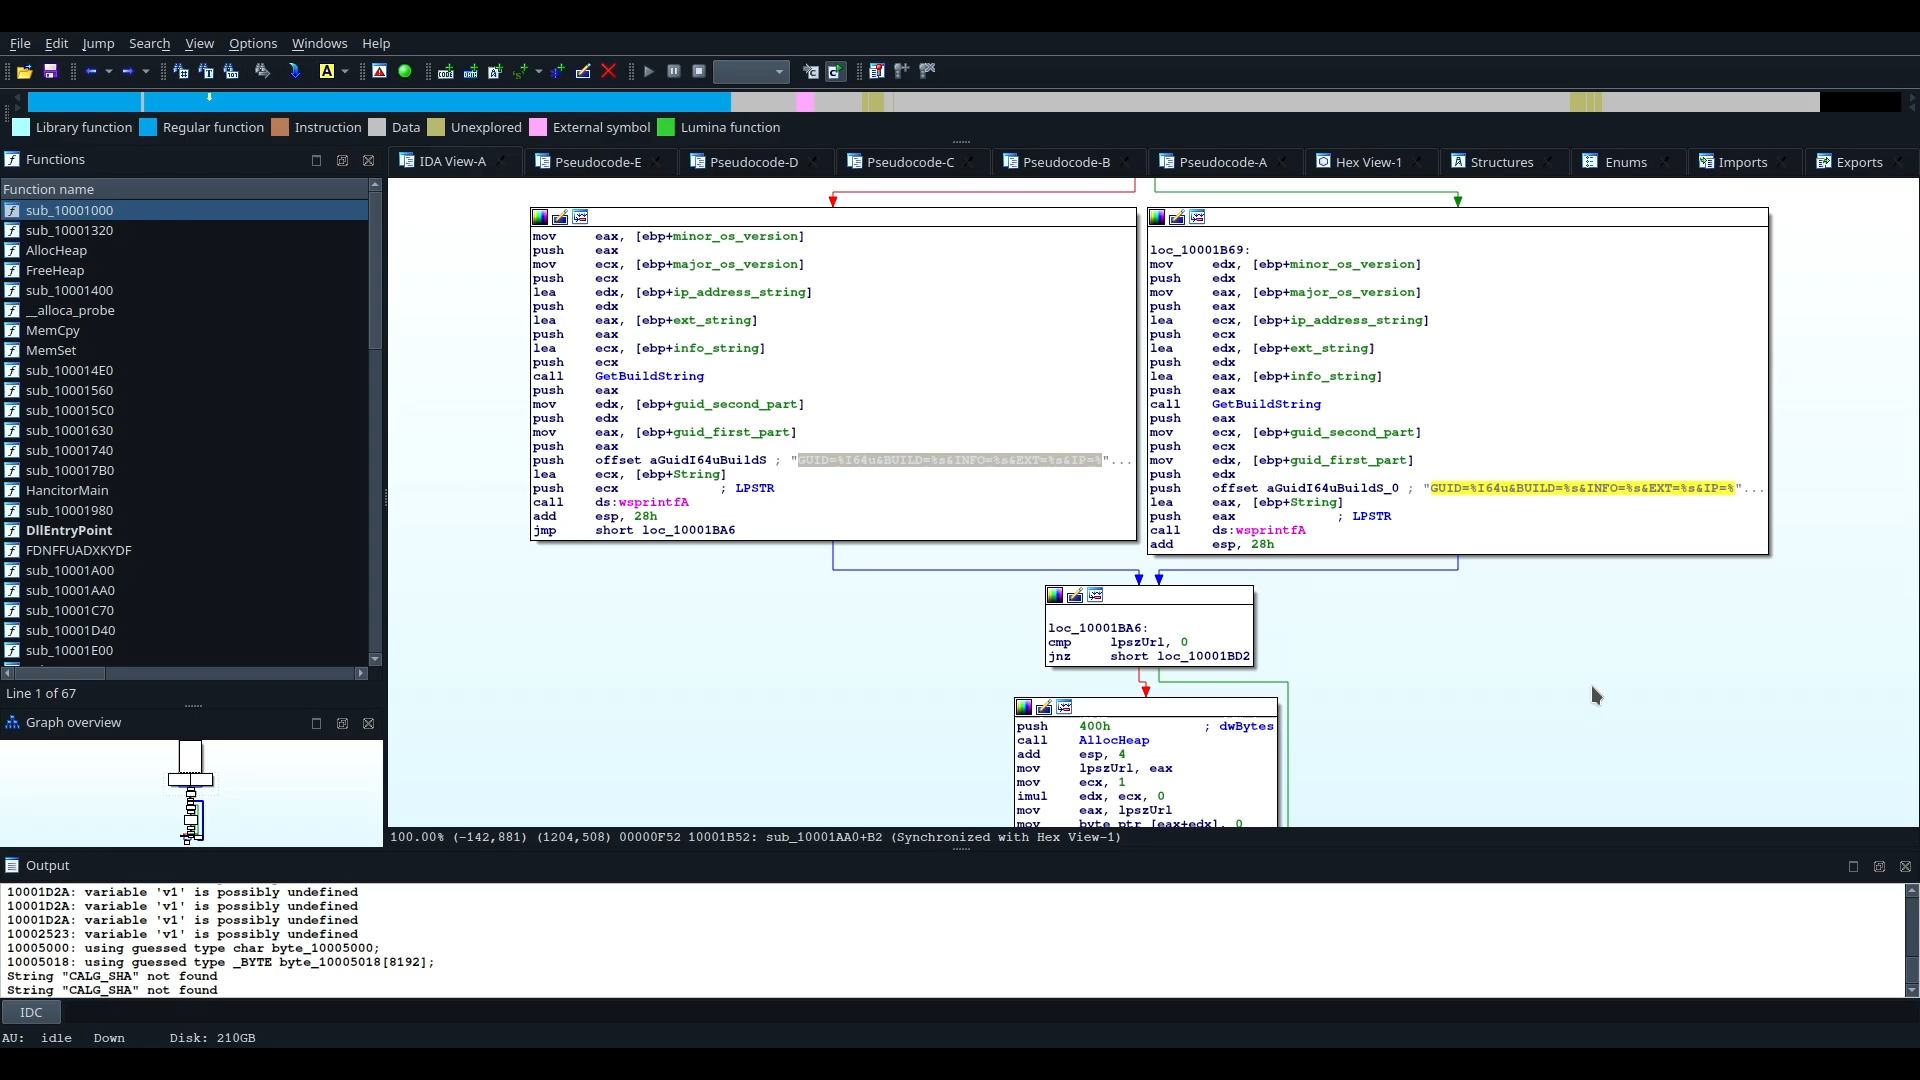 File Edit Jump Search View Options Windows Help
Library function Regular function Instruction Data Unexplored External symbol Lumina function
Functions
IDA View-A Pseudocode-E Pseudocode-D Pseudocode-C Pseudocode-B Pseudocode-A Hex View-1 Structures Enums Imports Exports
Function name
sub_10001000
sub_10001320
AllocHeap
FreeHeap
sub_10001400
__alloca_probe
MemCpy
MemSet
sub_100014E0
sub_10001560
sub_100015C0
sub_10001630
sub_10001740
sub_100017B0
HancitorMain
sub_10001980
DllEntryPoint
FDNFFUADXKYDF
sub_10001A00
sub_10001AA0
sub_10001C70
sub_10001D40
sub_10001E00
Line 1 of 67
Graph overview
mov eax, [ebp+minor_os_version]
push eax
mov ecx, [ebp+major_os_version]
push ecx
lea edx, [ebp+ip_address_string]
push edx
lea eax, [ebp+ext_string]
push eax
lea ecx, [ebp+info_string]
push ecx
call GetBuildString
push eax
mov edx, [ebp+guid_second_part]
push edx
mov eax, [ebp+guid_first_part]
push eax
push offset aGuidI64uBuildS ; "GUID=%I64u&BUILD=%s&INFO=%s&EXT=%s&IP=%"...
lea ecx, [ebp+String]
push ecx ; LPSTR
call ds:wsprintfA
add esp, 28h
jmp short loc_10001BA6
loc_10001B69:
mov edx, [ebp+minor_os_version]
push edx
mov eax, [ebp+major_os_version]
push eax
lea ecx, [ebp+ip_address_string]
push ecx
lea edx, [ebp+ext_string]
push edx
lea eax, [ebp+info_string]
push eax
call GetBuildString
push eax
mov ecx, [ebp+guid_second_part]
push ecx
mov edx, [ebp+guid_first_part]
push edx
push offset aGuidI64uBuildS_0 ; "GUID=%I64u&BUILD=%s&INFO=%s&EXT=%s&IP=%"...
lea eax, [ebp+String]
push eax ; LPSTR
call ds:wsprintfA
add esp, 28h
loc_10001BA6:
cmp lpszUrl, 0
jnz short loc_10001BD2
push 400h ; dwBytes
call AllocHeap
add esp, 4
mov lpszUrl, eax
mov ecx, 1
imul edx, ecx, 0
mov eax, lpszUrl
mov byte ptr [eax+edx], 0
100.00% (-142,881) (1204,508) 00000F52 10001B52: sub_10001AA0+B2 (Synchronized with Hex View-1)
Output
10001D2A: variable 'v1' is possibly undefined
10001D2A: variable 'v1' is possibly undefined
10001D2A: variable 'v1' is possibly undefined
10002523: variable 'v1' is possibly undefined
10005000: using guessed type char byte_10005000;
10005018: using guessed type _BYTE byte_10005018[8192];
String "CALG_SHA" not found
String "CALG_SHA" not found
IDC
AU: idle Down Disk: 210GB